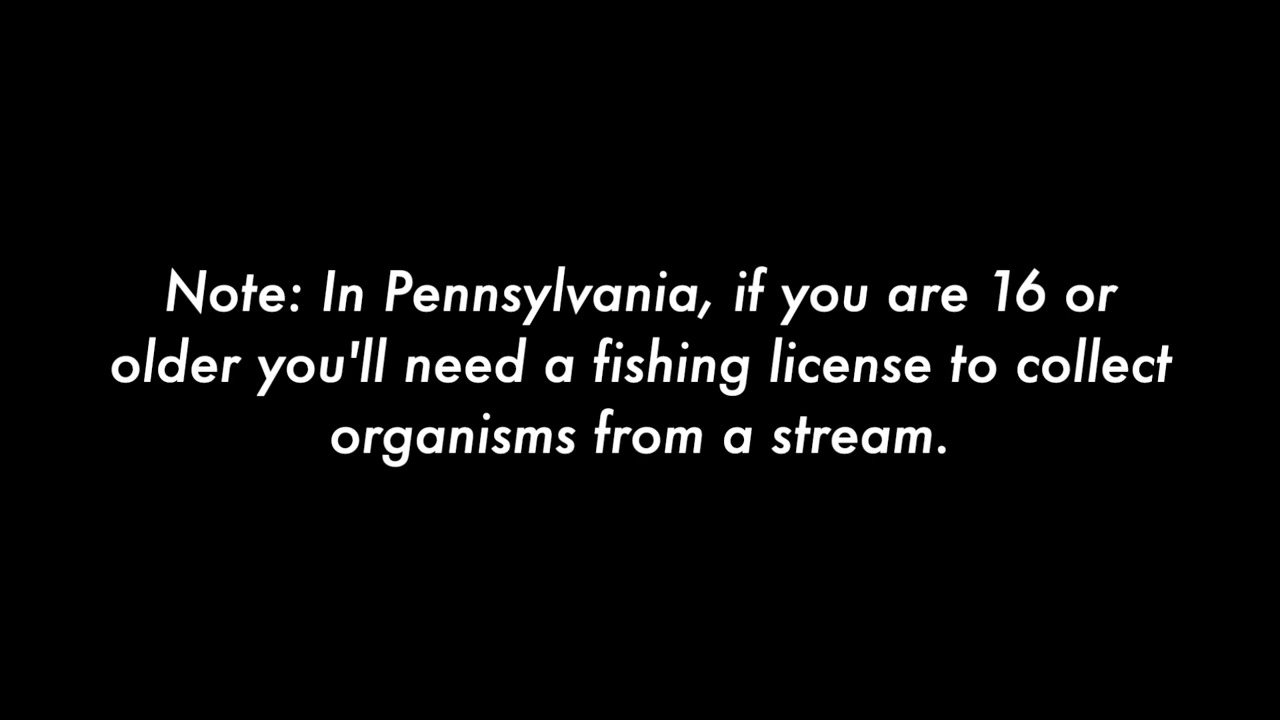 Note: In Pennsylvania, if you are 16 or
older you'll need a fishing license to collect
organisms from a stream.